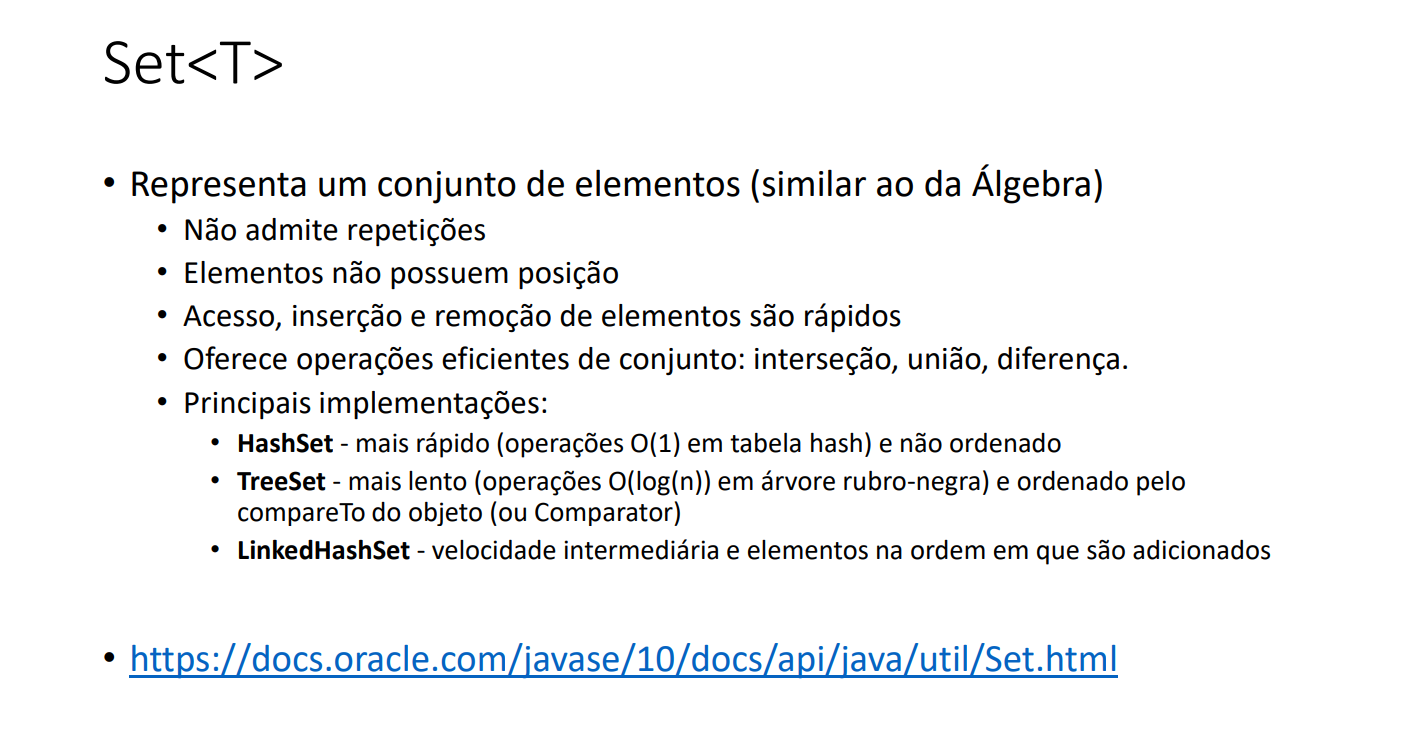 Set<T>
• Representa um conjunto de elementos (similar ao da Álgebra)
• Não admite repetições
• Elementos não possuem posição
• Acesso, inserção e remoção de elementos são rápidos
• Oferece operações eficientes de conjunto: interseção, união, diferença.
• Principais implementações:
• HashSet - mais rápido (operações O(1) em tabela hash) e não ordenado
• TreeSet - mais lento (operações O(log(n)) em árvore rubro-negra) e ordenado pelo
compareTo do objeto (ou Comparator)
• LinkedHashSet - velocidade intermediária e elementos na ordem em que são adicionados
• https://docs.oracle.com/javase/10/docs/api/java/util/Set.html